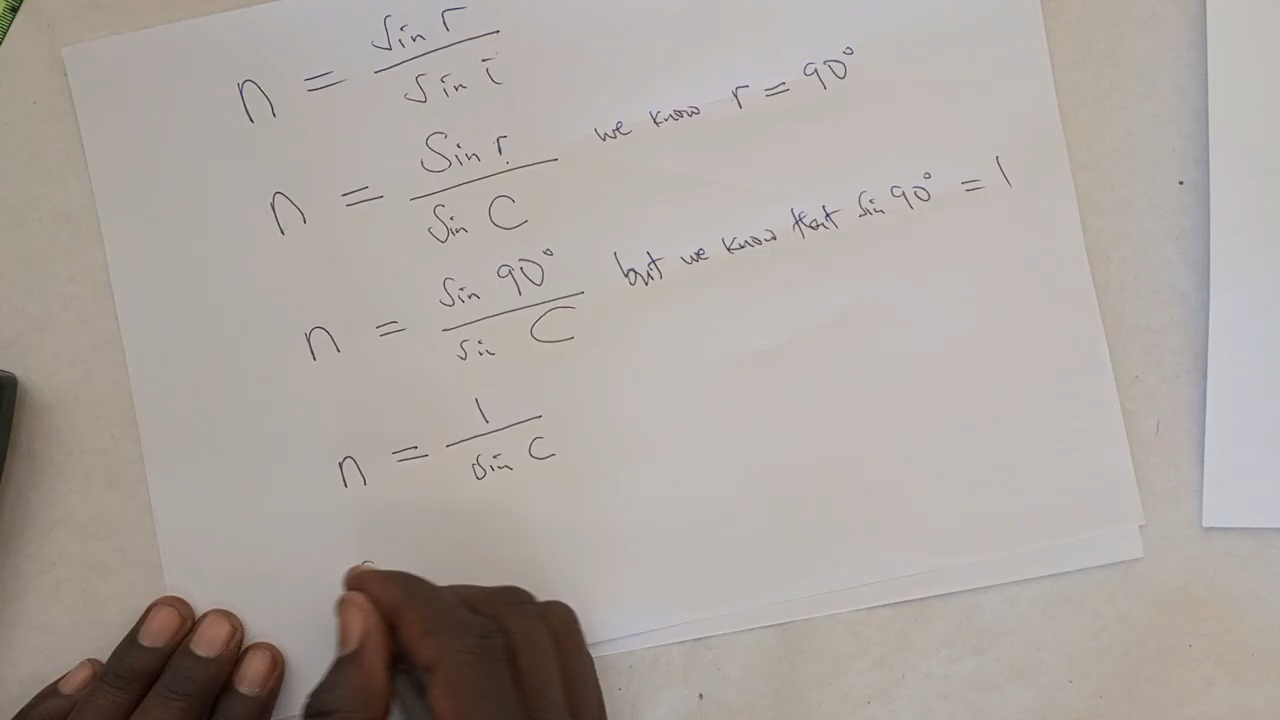 n = sin r / sin i
n = Sin r / Sin C we know r = 90°
n = sin 90° / sin C but we know that sin 90° = 1
n = 1 / sin C